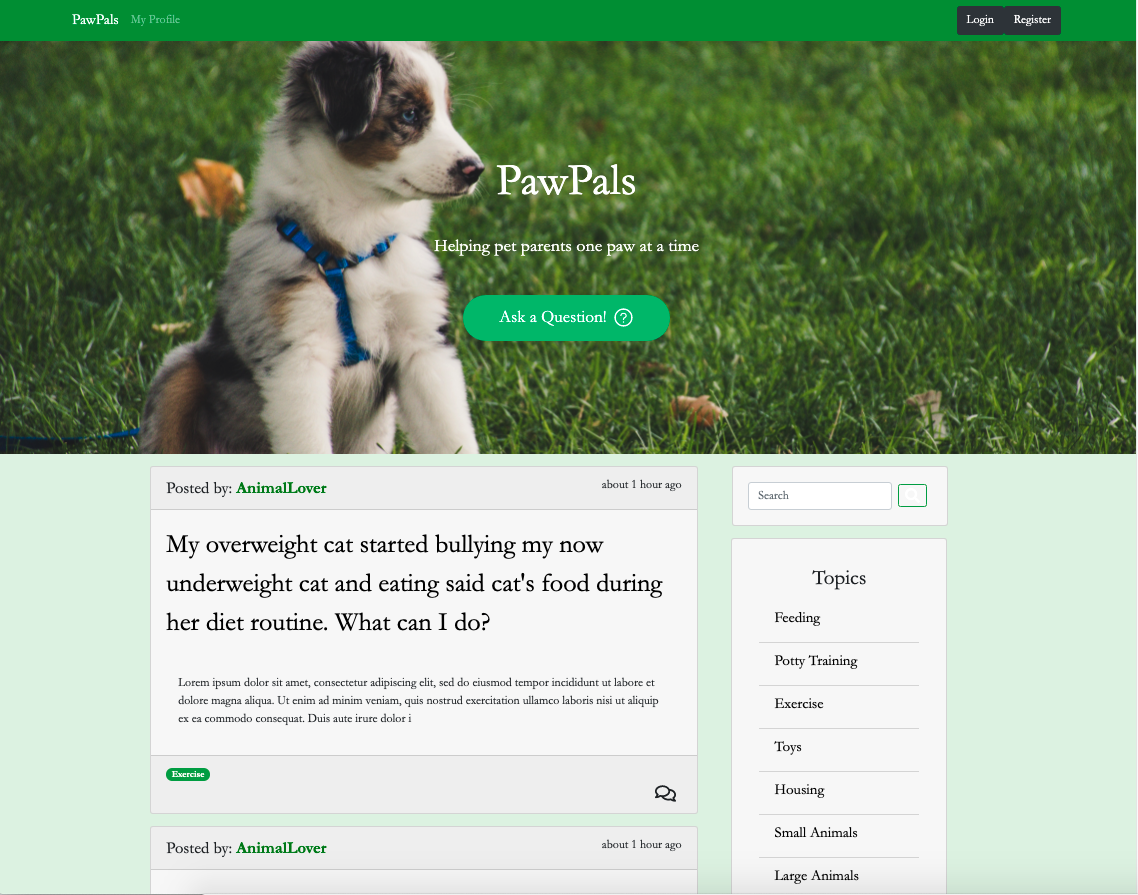 PawPals My Profile Login Register
PawPals
Helping pet parents one paw at a time
Ask a Question!
Posted by: AnimalLover about 1 hour ago
My overweight cat started bullying my now
underweight cat and eating said cat's food during
her diet routine. What can I do?
Lorem ipsum dolor sit amet, consectetur adipiscing elit, sed do eiusmod tempor incididunt ut labore et
dolore magna aliqua. Ut enim ad minim veniam, quis nostrud exercitation ullamco laboris nisi ut aliquip
ex ea commodo consequat. Duis aute irure dolor i
Exercise
Posted by: AnimalLover about 1 hour ago
Search
Topics
Feeding
Potty Training
Exercise
Toys
Housing
Small Animals
Large Animals